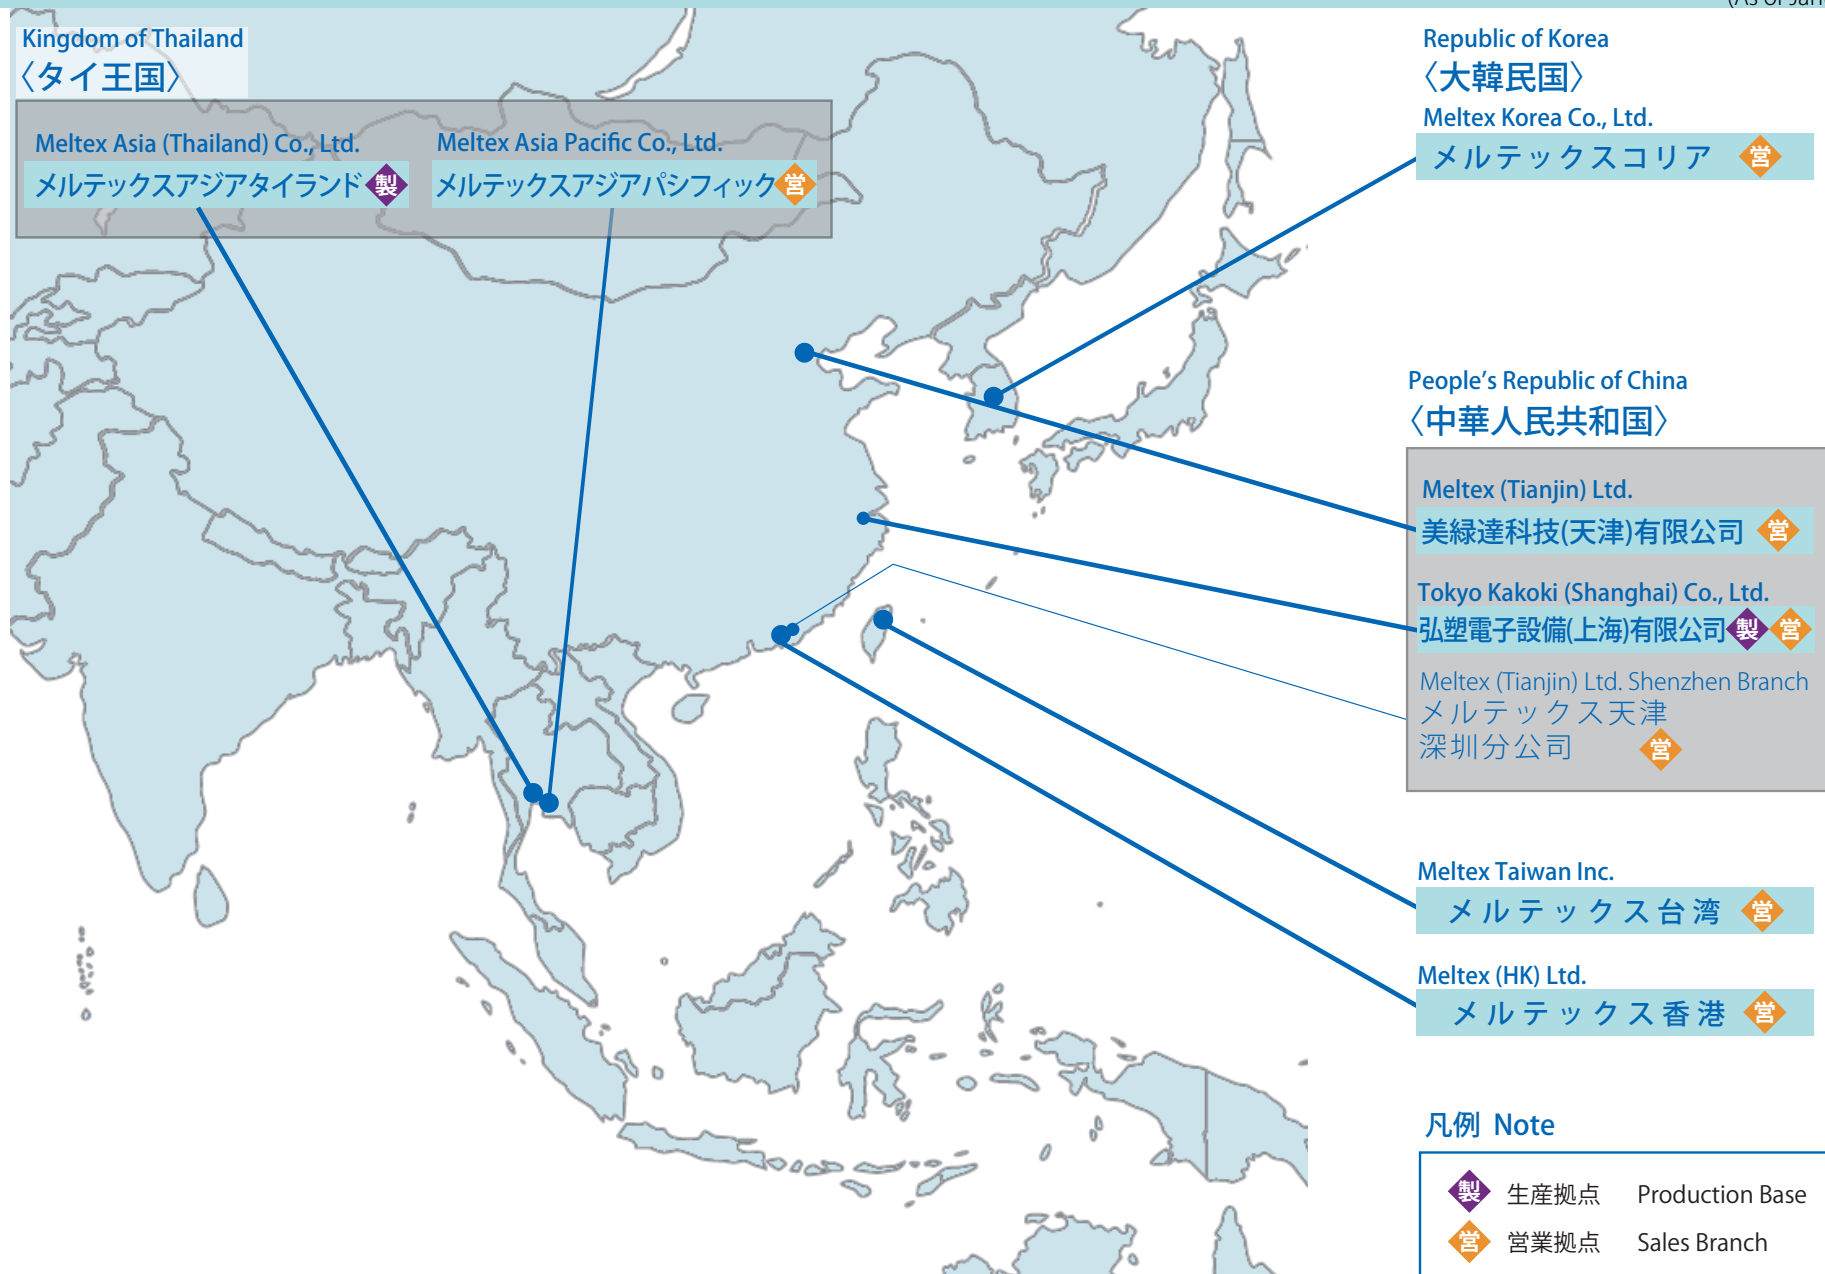 (As of Jan
Kingdom of Thailand
〈タイ王国〉
Meltex Asia (Thailand) Co., Ltd.
メルテックスアジアタイランド 製
Meltex Asia Pacific Co., Ltd.
メルテックスアジアパシフィック 営
Republic of Korea
〈大韓民国〉
Meltex Korea Co., Ltd.
メルテックスコリア 営
People's Republic of China
〈中華人民共和国〉
Meltex (Tianjin) Ltd.
美緑達科技(天津)有限公司 営
Tokyo Kakoki (Shanghai) Co., Ltd.
弘塑電子設備(上海)有限公司 製 営
Meltex (Tianjin) Ltd. Shenzhen Branch
メルテックス天津
深圳分公司 営
Meltex Taiwan Inc.
メルテックス台湾 営
Meltex (HK) Ltd.
メルテックス香港 営
凡例 Note
製 生産拠点 Production Base
営 営業拠点 Sales Branch